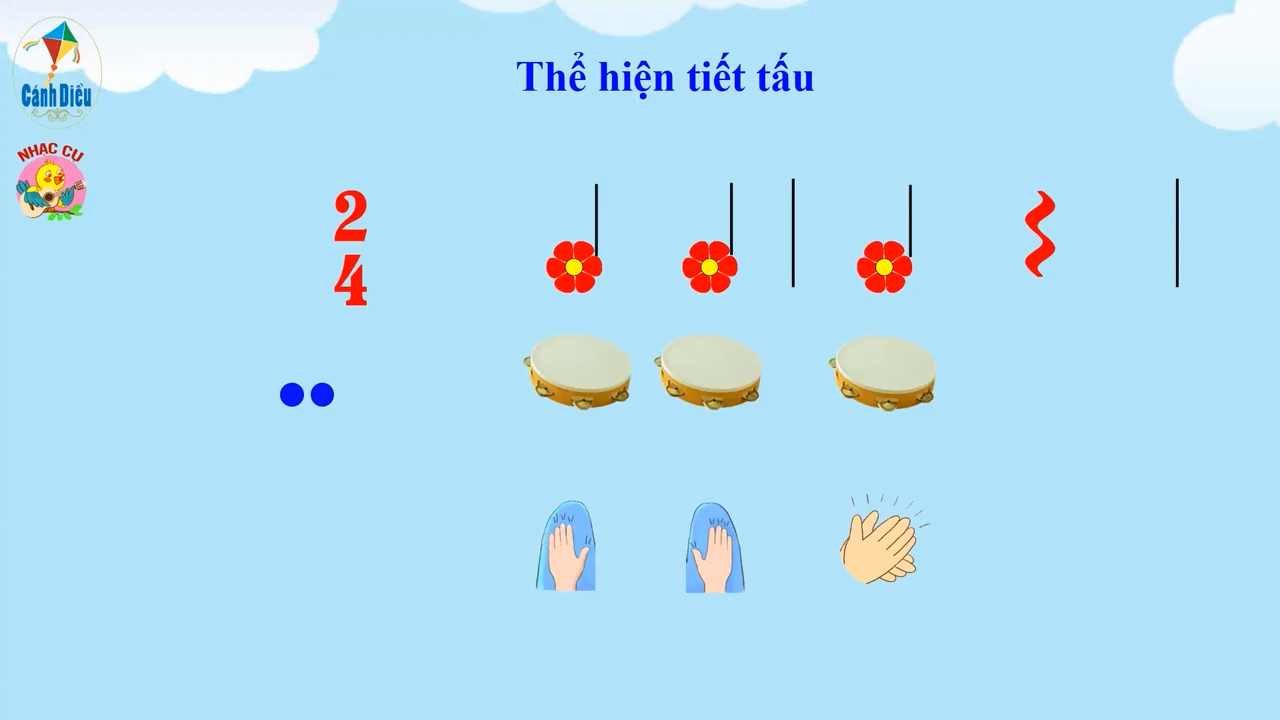 Cánh Diều
Thể hiện tiết tấu
NHẠC CỤ
2
4